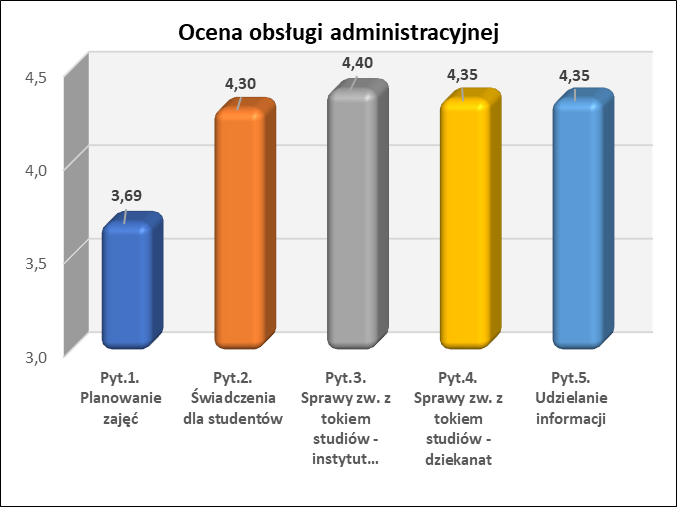 Ocena obsługi administracyjnej
4,5
4,0
3,5
3,0
3,69
4,30
4,40
4,35
4,35
Pyt.1.
Planowanie
zajęć
Pyt.2.
Świadczenia
dla studentów
Pyt.3.
Sprawy zw. z
tokiem
studiów -
instytut...
Pyt.4.
Sprawy zw. z
tokiem
studiów -
dziekanat
Pyt.5.
Udzielanie
informacji